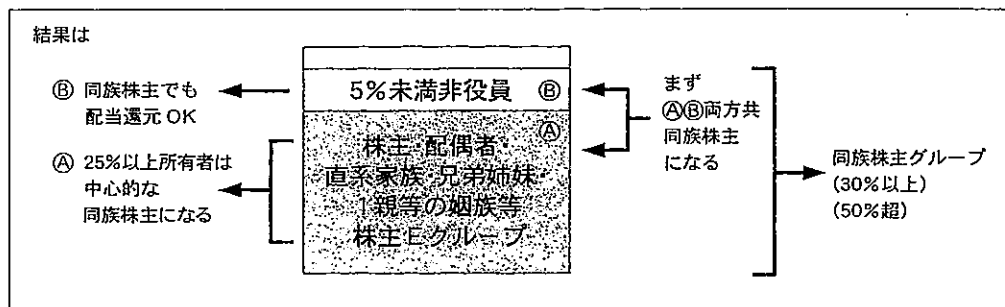 結果は
Ⓑ 同族株主でも
配当還元 OK
Ⓐ 25%以上所有者は
中心的な
同族株主になる
5%未満非役員 Ⓑ
Ⓐ
株主・配偶者・
直系家族・兄弟姉妹・
1親等の姻族等
株主Eグループ
まず
ⒶⒷ両方共
同族株主
になる
同族株主グループ
(30%以上)
(50%超)